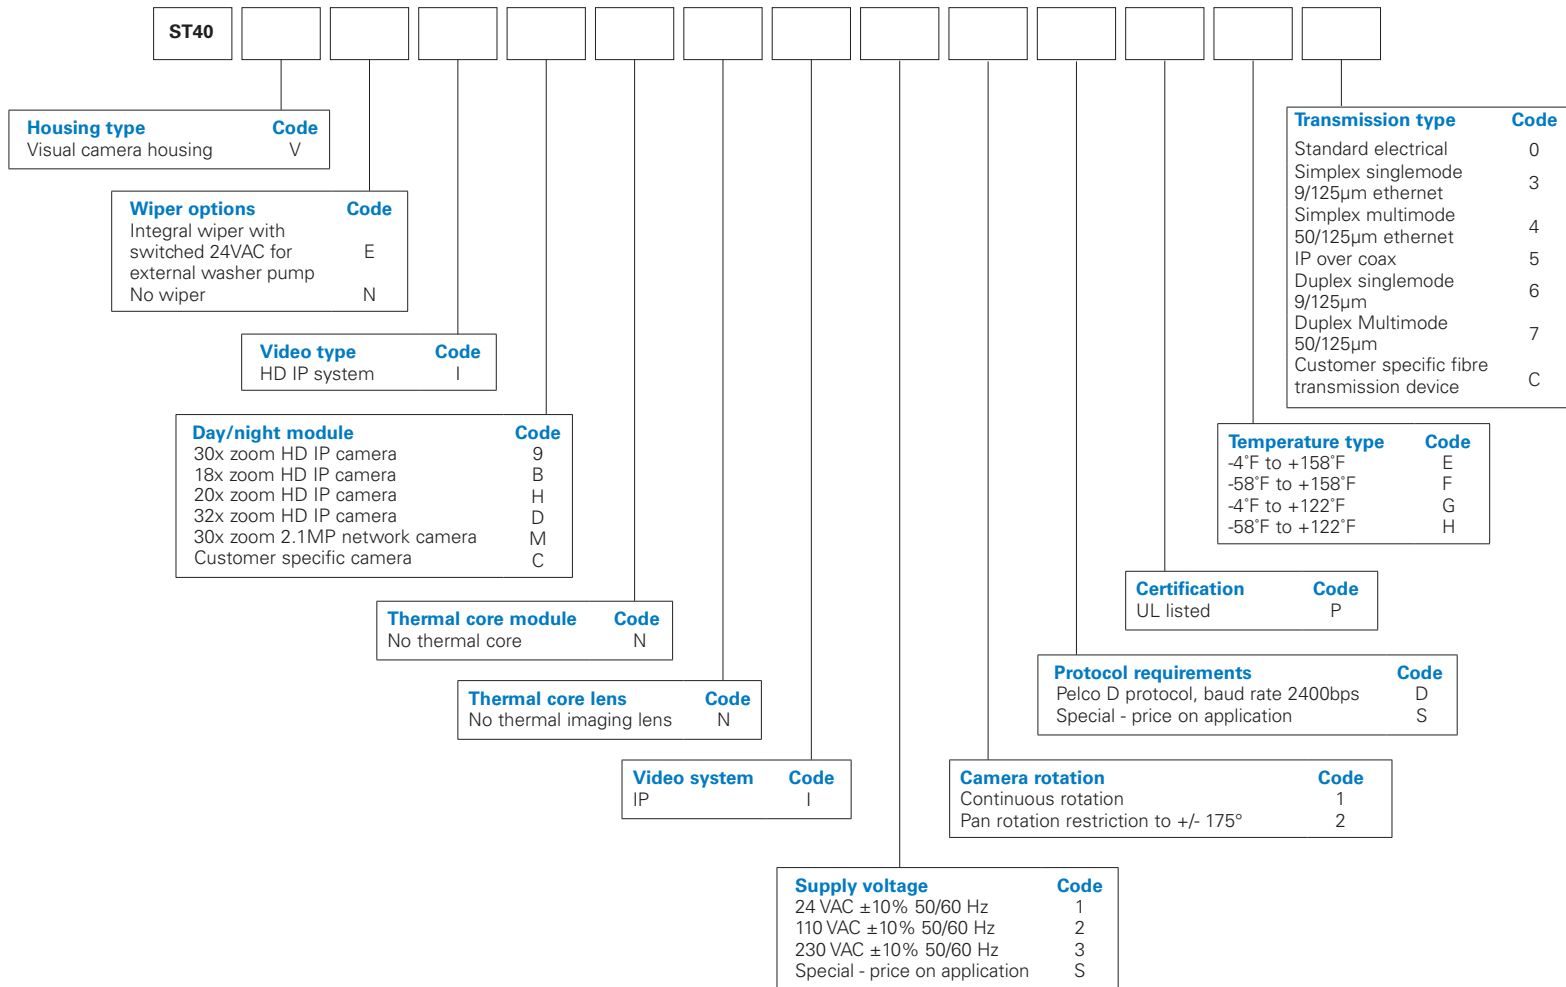 ST40
Housing type Code
Visual camera housing V
Wiper options Code
Integral wiper with
switched 24VAC for E
external washer pump
No wiper N
Video type Code
HD IP system I
Day/night module Code
30x zoom HD IP camera 9
18x zoom HD IP camera B
20x zoom HD IP camera H
32x zoom HD IP camera D
30x zoom 2.1MP network camera M
Customer specific camera C
Thermal core module Code
No thermal core N
Thermal core lens Code
No thermal imaging lens N
Video system Code
IP I
Supply voltage Code
24 VAC ±10% 50/60 Hz 1
110 VAC ±10% 50/60 Hz 2
230 VAC ±10% 50/60 Hz 3
Special - price on application S
Camera rotation Code
Continuous rotation 1
Pan rotation restriction to +/- 175° 2
Protocol requirements Code
Pelco D protocol, baud rate 2400bps D
Special - price on application S
Certification Code
UL listed P
Temperature type Code
-4˚F to +158˚F E
-58˚F to +158˚F F
-4˚F to +122˚F G
-58˚F to +122˚F H
Transmission type Code
Standard electrical 0
Simplex singlemode
9/125µm ethernet 3
Simplex multimode
50/125µm ethernet 4
IP over coax 5
Duplex singlemode
9/125µm 6
Duplex Multimode
50/125µm 7
Customer specific fibre
transmission device C